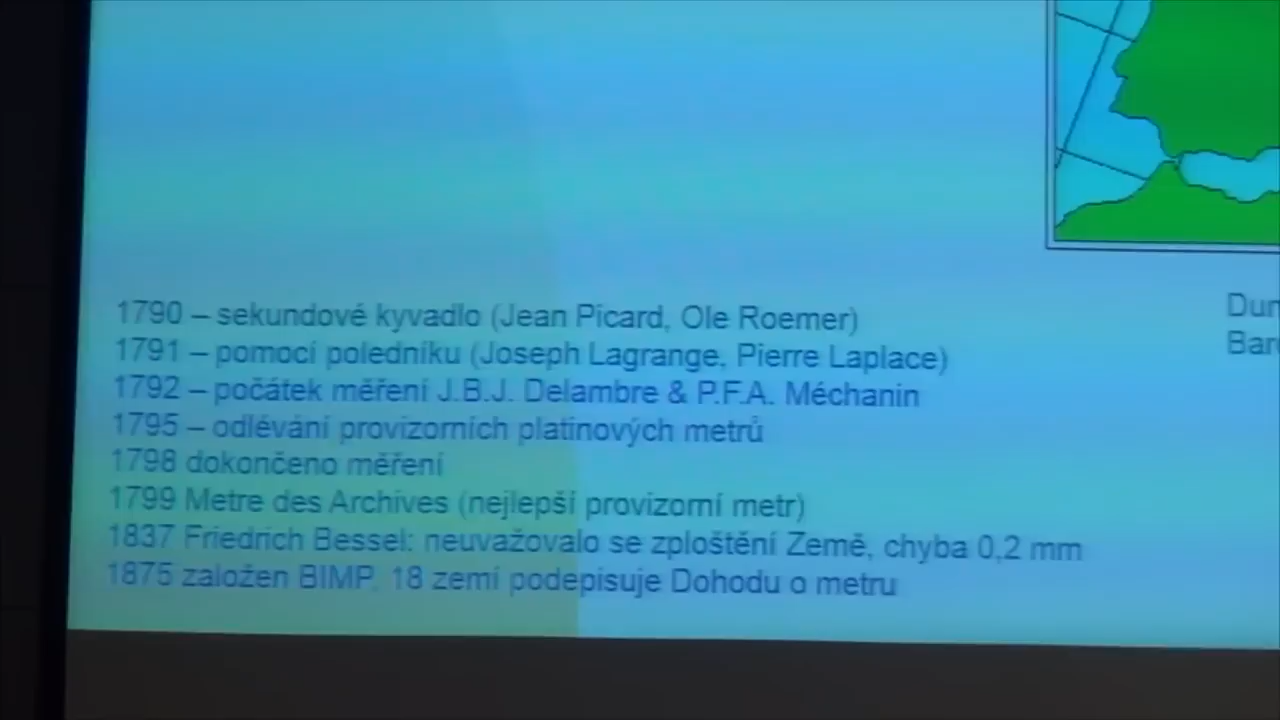 1790 – sekundové kyvadlo (Jean Picard, Ole Roemer)
1791 – pomocí poledníku (Joseph Lagrange, Pierre Laplace)
1792 – počátek měření J.B.J. Delambre & P.F.A. Méchanin
1795 – odlévání provizorních platinových metrů
1798 dokončeno měření
1799 Metre des Archives (nejlepší provizorní metr)
1837 Friedrich Bessel: neuvažovalo se zploštění Země, chyba 0,2 mm
1875 založen BIMP. 18 zemí podepisuje Dohodu o metru